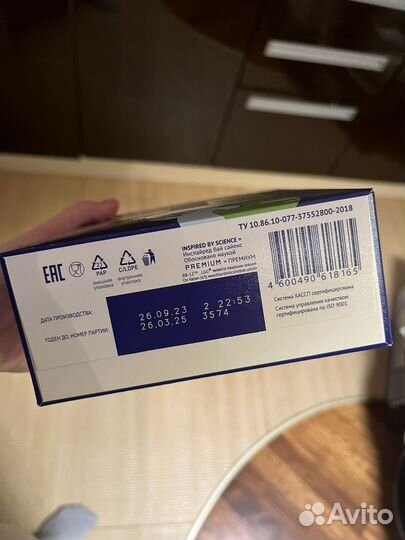 ТУ 10.86.10-077-37552800-2018
EAC
21
PAP
C/LDPE
внешняя
упаковка
внутренняя
упаковка
INSPIRED BY SCIENCE =
Инспайред бай сайенс
Обосновано наукой
PREMIUM = ПРЕМИУМ
4 600490 618165
ДАТА ПРОИЗВОДСТВА:
26.09.23 2 22:53
ГОДЕН ДО, НОМЕР ПАРТИИ:
26.03.25 3574
Система ХАССП сертифицирована
Система управления качеством
сертифицирована по ISO 9001
Avito